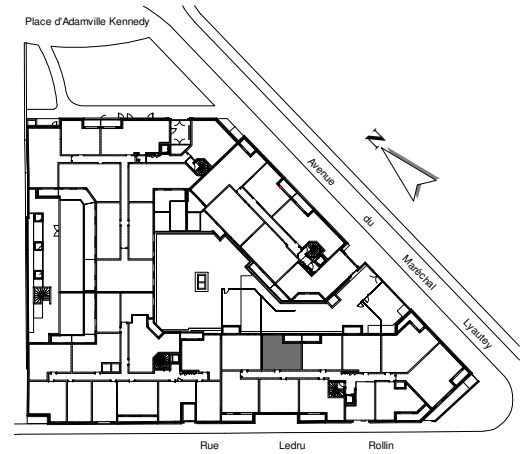 Place d'Adamville Kennedy
N
Avenue
du
Maréchal
Lyautey
Rue Ledru Rollin